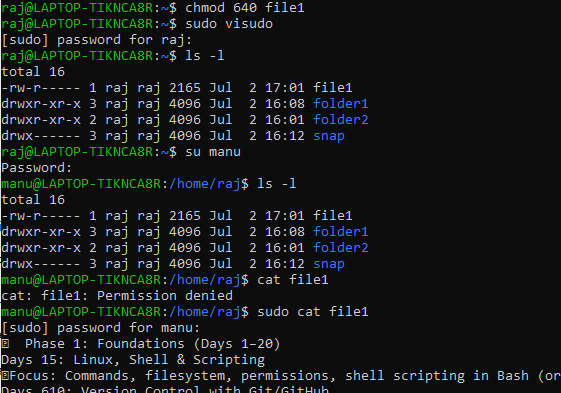 raj@LAPTOP-TIKNCA8R:~$ chmod 640 file1
raj@LAPTOP-TIKNCA8R:~$ sudo visudo
[sudo] password for raj:
raj@LAPTOP-TIKNCA8R:~$ ls -l
total 16
-rw-r----- 1 raj raj 2165 Jul  2 17:01 file1
drwxr-xr-x 3 raj raj 4096 Jul  2 16:08 folder1
drwxr-xr-x 2 raj raj 4096 Jul  2 16:01 folder2
drwx------ 3 raj raj 4096 Jul  2 16:12 snap
raj@LAPTOP-TIKNCA8R:~$ su manu
Password:
manu@LAPTOP-TIKNCA8R:/home/raj$ ls -l
total 16
-rw-r----- 1 raj raj 2165 Jul  2 17:01 file1
drwxr-xr-x 3 raj raj 4096 Jul  2 16:08 folder1
drwxr-xr-x 2 raj raj 4096 Jul  2 16:01 folder2
drwx------ 3 raj raj 4096 Jul  2 16:12 snap
manu@LAPTOP-TIKNCA8R:/home/raj$ cat file1
cat: file1: Permission denied
manu@LAPTOP-TIKNCA8R:/home/raj$ sudo cat file1
[sudo] password for manu:
Phase 1: Foundations (Days 1–20)
Days 15: Linux, Shell & Scripting
Focus: Commands, filesystem, permissions, shell scripting in Bash (or
Days 610: Version Control with Git/GitHub